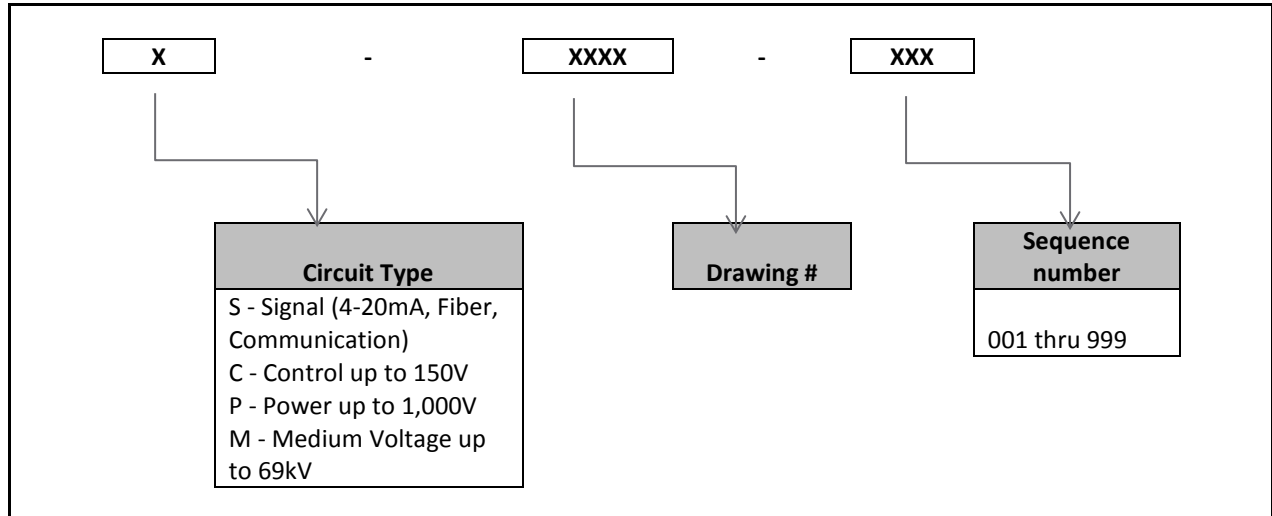 X - XXXX - XXX
Circuit Type
S - Signal (4-20mA, Fiber,
Communication)
C - Control up to 150V
P - Power up to 1,000V
M - Medium Voltage up
to 69kV
Drawing #
Sequence
number
001 thru 999